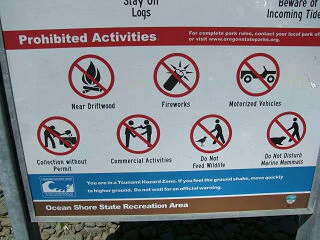 Stay Off
Logs
Beware of
Incoming Tide
Prohibited Activities
For complete park rules, contact your local park of
or visit www.oregonstateparks.org.
Near Driftwood
Fireworks
Motorized Vehicles
Collection without
Permit
Commercial Activities
Do Not
Feed Wildlife
Do Not Disturb
Marine Mammals
You are in a Tsunami Hazard Zone. If you feel the ground shake, move quickly
to higher ground. Do not wait for an official warning.
Ocean Shore State Recreation Area